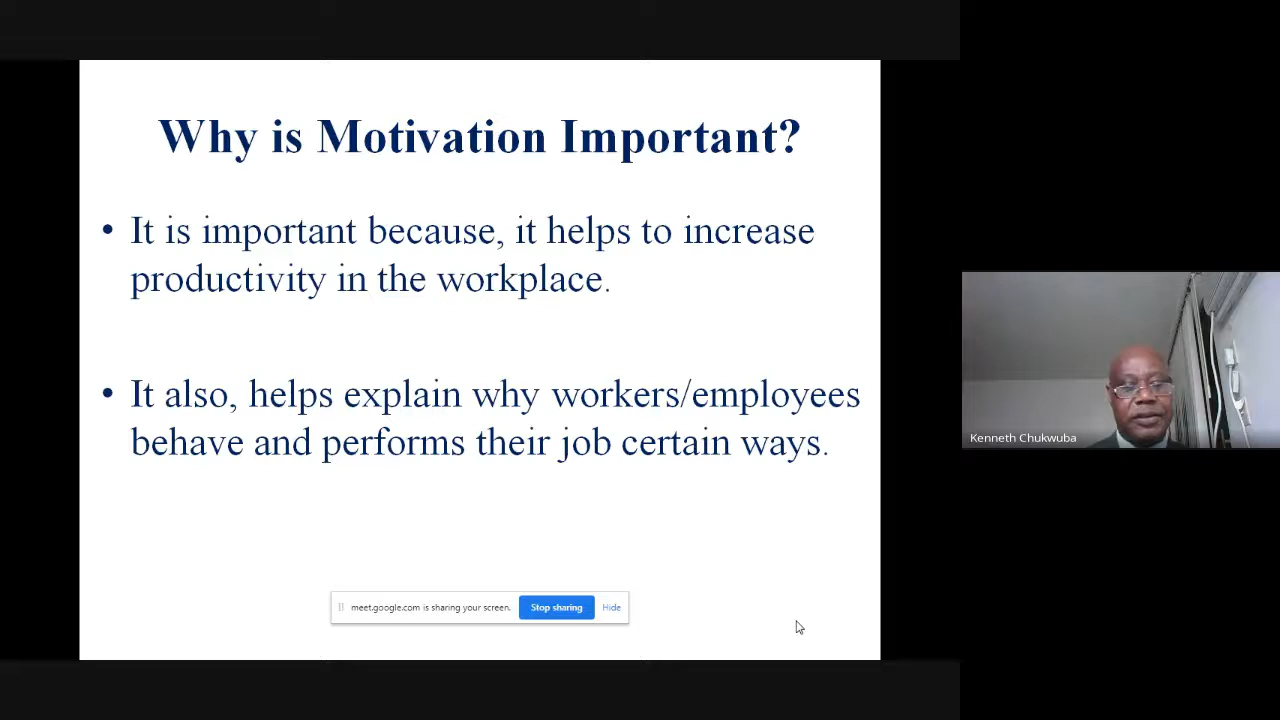 Why is Motivation Important?
• It is important because, it helps to increase
productivity in the workplace.
• It also, helps explain why workers/employees
behave and performs their job certain ways.
meet.google.com is sharing your screen. Stop sharing Hide
Kenneth Chukwuba